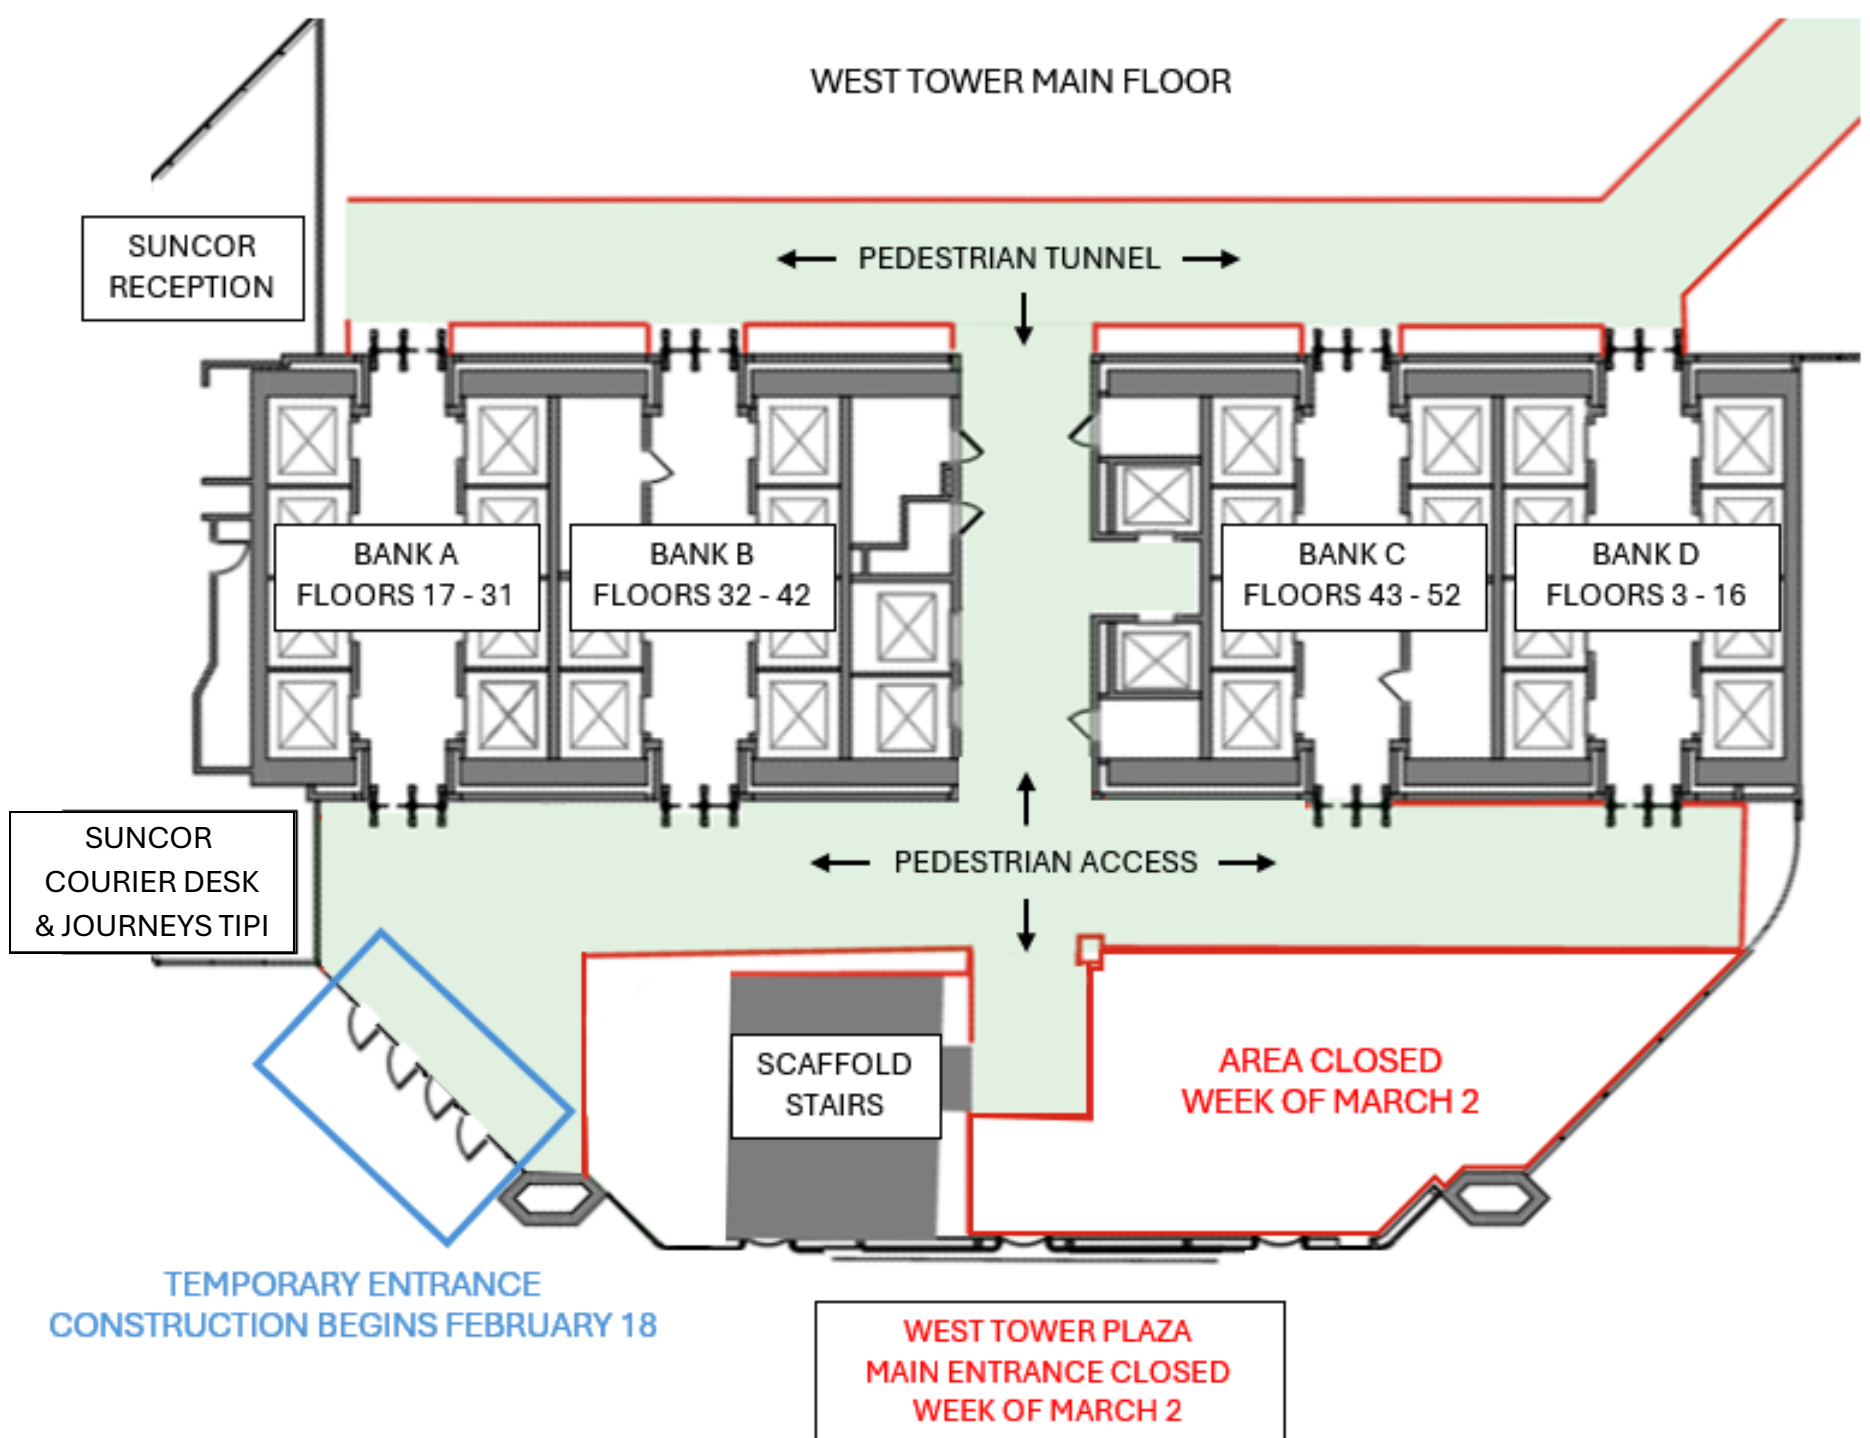 WEST TOWER MAIN FLOOR
SUNCOR
RECEPTION
PEDESTRIAN TUNNEL
BANK A
FLOORS 17 - 31
BANK B
FLOORS 32 - 42
BANK C
FLOORS 43 - 52
BANK D
FLOORS 3 - 16
SUNCOR
COURIER DESK
& JOURNEYS TIPI
PEDESTRIAN ACCESS
SCAFFOLD
STAIRS
AREA CLOSED
WEEK OF MARCH 2
TEMPORARY ENTRANCE
CONSTRUCTION BEGINS FEBRUARY 18
WEST TOWER PLAZA
MAIN ENTRANCE CLOSED
WEEK OF MARCH 2